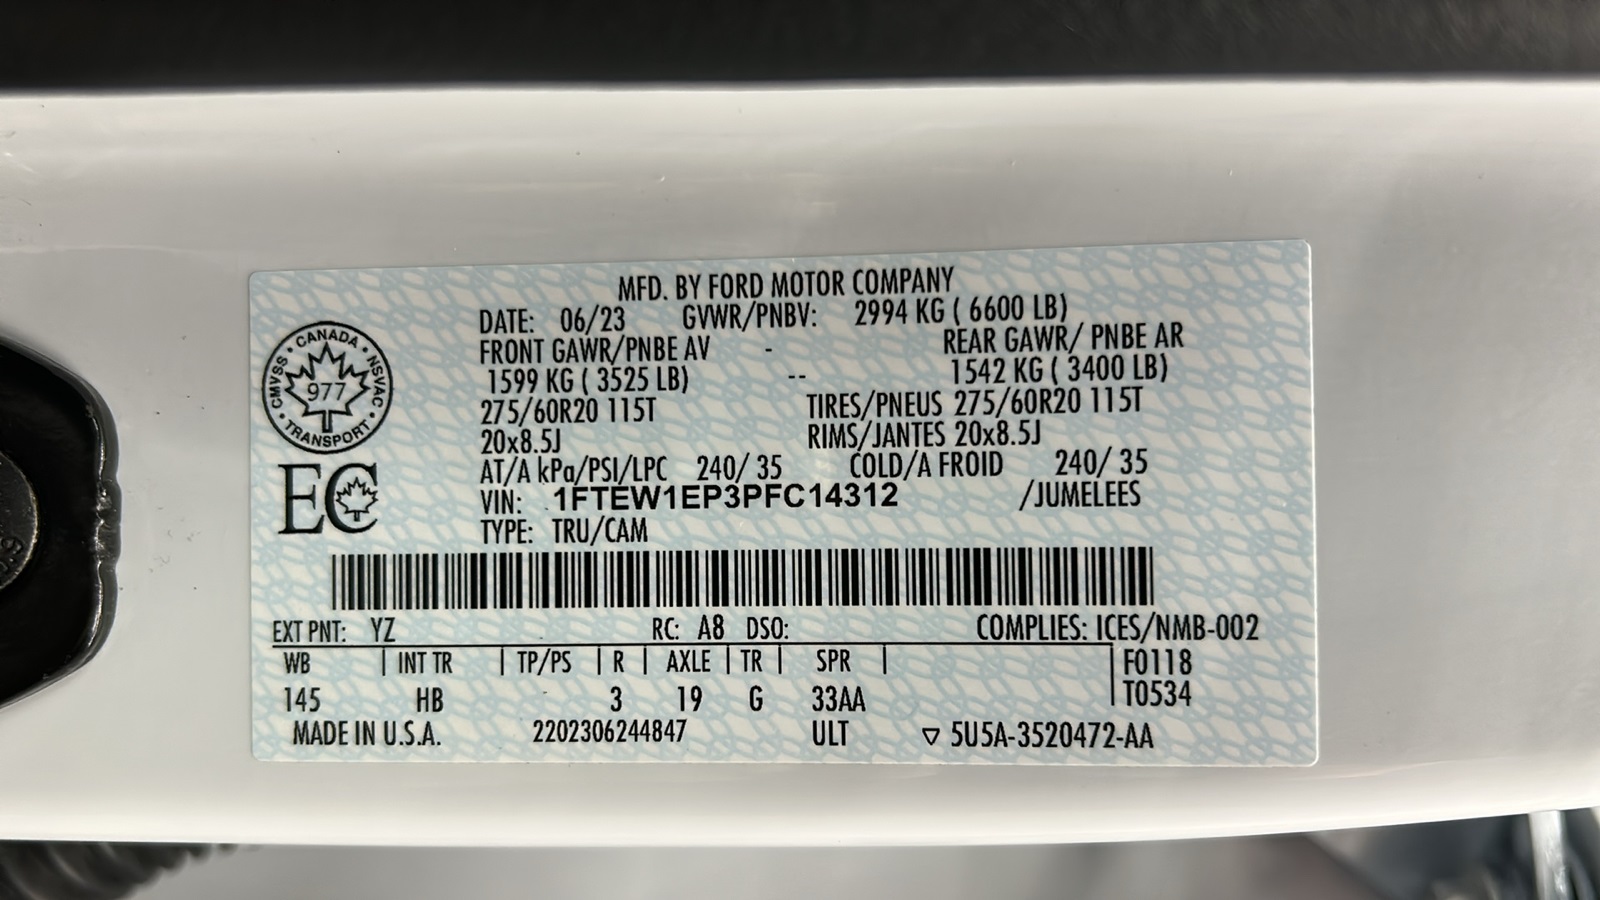 MFD. BY FORD MOTOR COMPANY
DATE: 06/23 GVWR/PNBV: 2994 KG ( 6600 LB)
FRONT GAWR/PNBE AV - REAR GAWR/ PNBE AR
1599 KG ( 3525 LB) -- 1542 KG ( 3400 LB)
275/60R20 115T TIRES/PNEUS 275/60R20 115T
20x8.5J RIMS/JANTES 20x8.5J
AT/A kPa/PSI/LPC 240/ 35 COLD/A FROID 240/ 35
VIN: 1FTEW1EP3PFC14312 /JUMELEES
TYPE: TRU/CAM
CANADA
CMVSS • NSVAC
977
TRANSPORT
EC
EXT PNT: YZ RC: A8 DSO: COMPLIES: ICES/NMB-002
WB | INT TR | TP/PS | R | AXLE | TR | SPR | F0118
145 HB - 3 19 G 33AA T0534
MADE IN U.S.A. 2202306244847 ULT ▽ 5U5A-3520472-AA